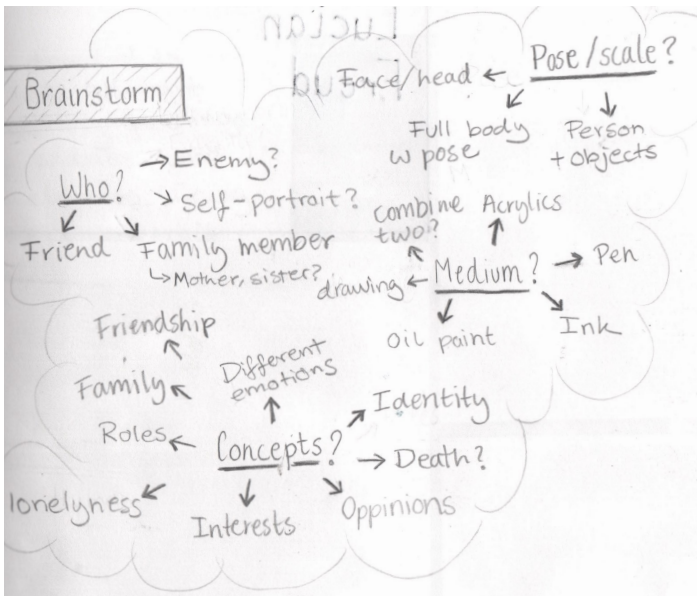 Lucian
Freud
Brainstorm
Pose/scale?
Face/head
Full body
w pose
Person
+ objects
Who?
Enemy?
Self-portrait?
Friend
Family member
Mother, sister?
Medium?
combine
two?
Acrylics
Pen
drawing
Oil paint
Ink
Concepts?
Friendship
Family
Different
emotions
Identity
Roles
Death?
lonelyness
Interests
Oppinions